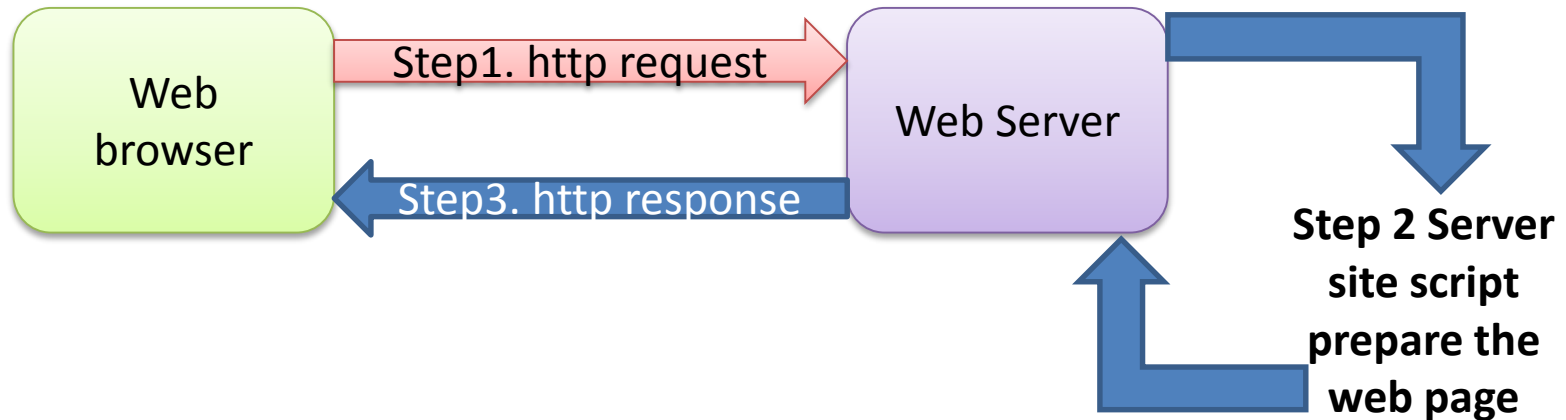 Web
browser
Step1. http request
Web Server
Step3. http response
Step 2 Server
site script
prepare the
web page